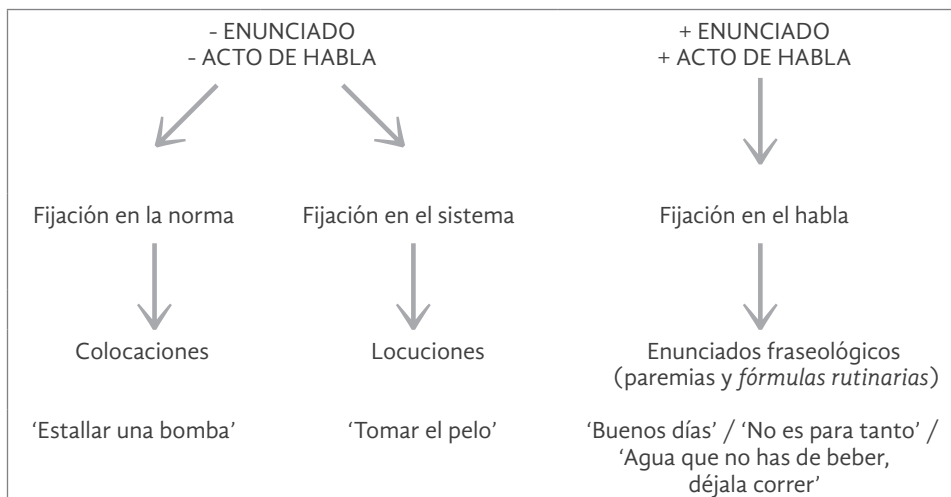 - ENUNCIADO
- ACTO DE HABLA
+ ENUNCIADO
+ ACTO DE HABLA
Fijación en la norma
Fijación en el sistema
Fijación en el habla
Colocaciones
Locuciones
Enunciados fraseológicos
(paremias y fórmulas rutinarias)
‘Estallar una bomba’
‘Tomar el pelo’
‘Buenos días’ / ‘No es para tanto’ /
‘Agua que no has de beber,
déjala correr’